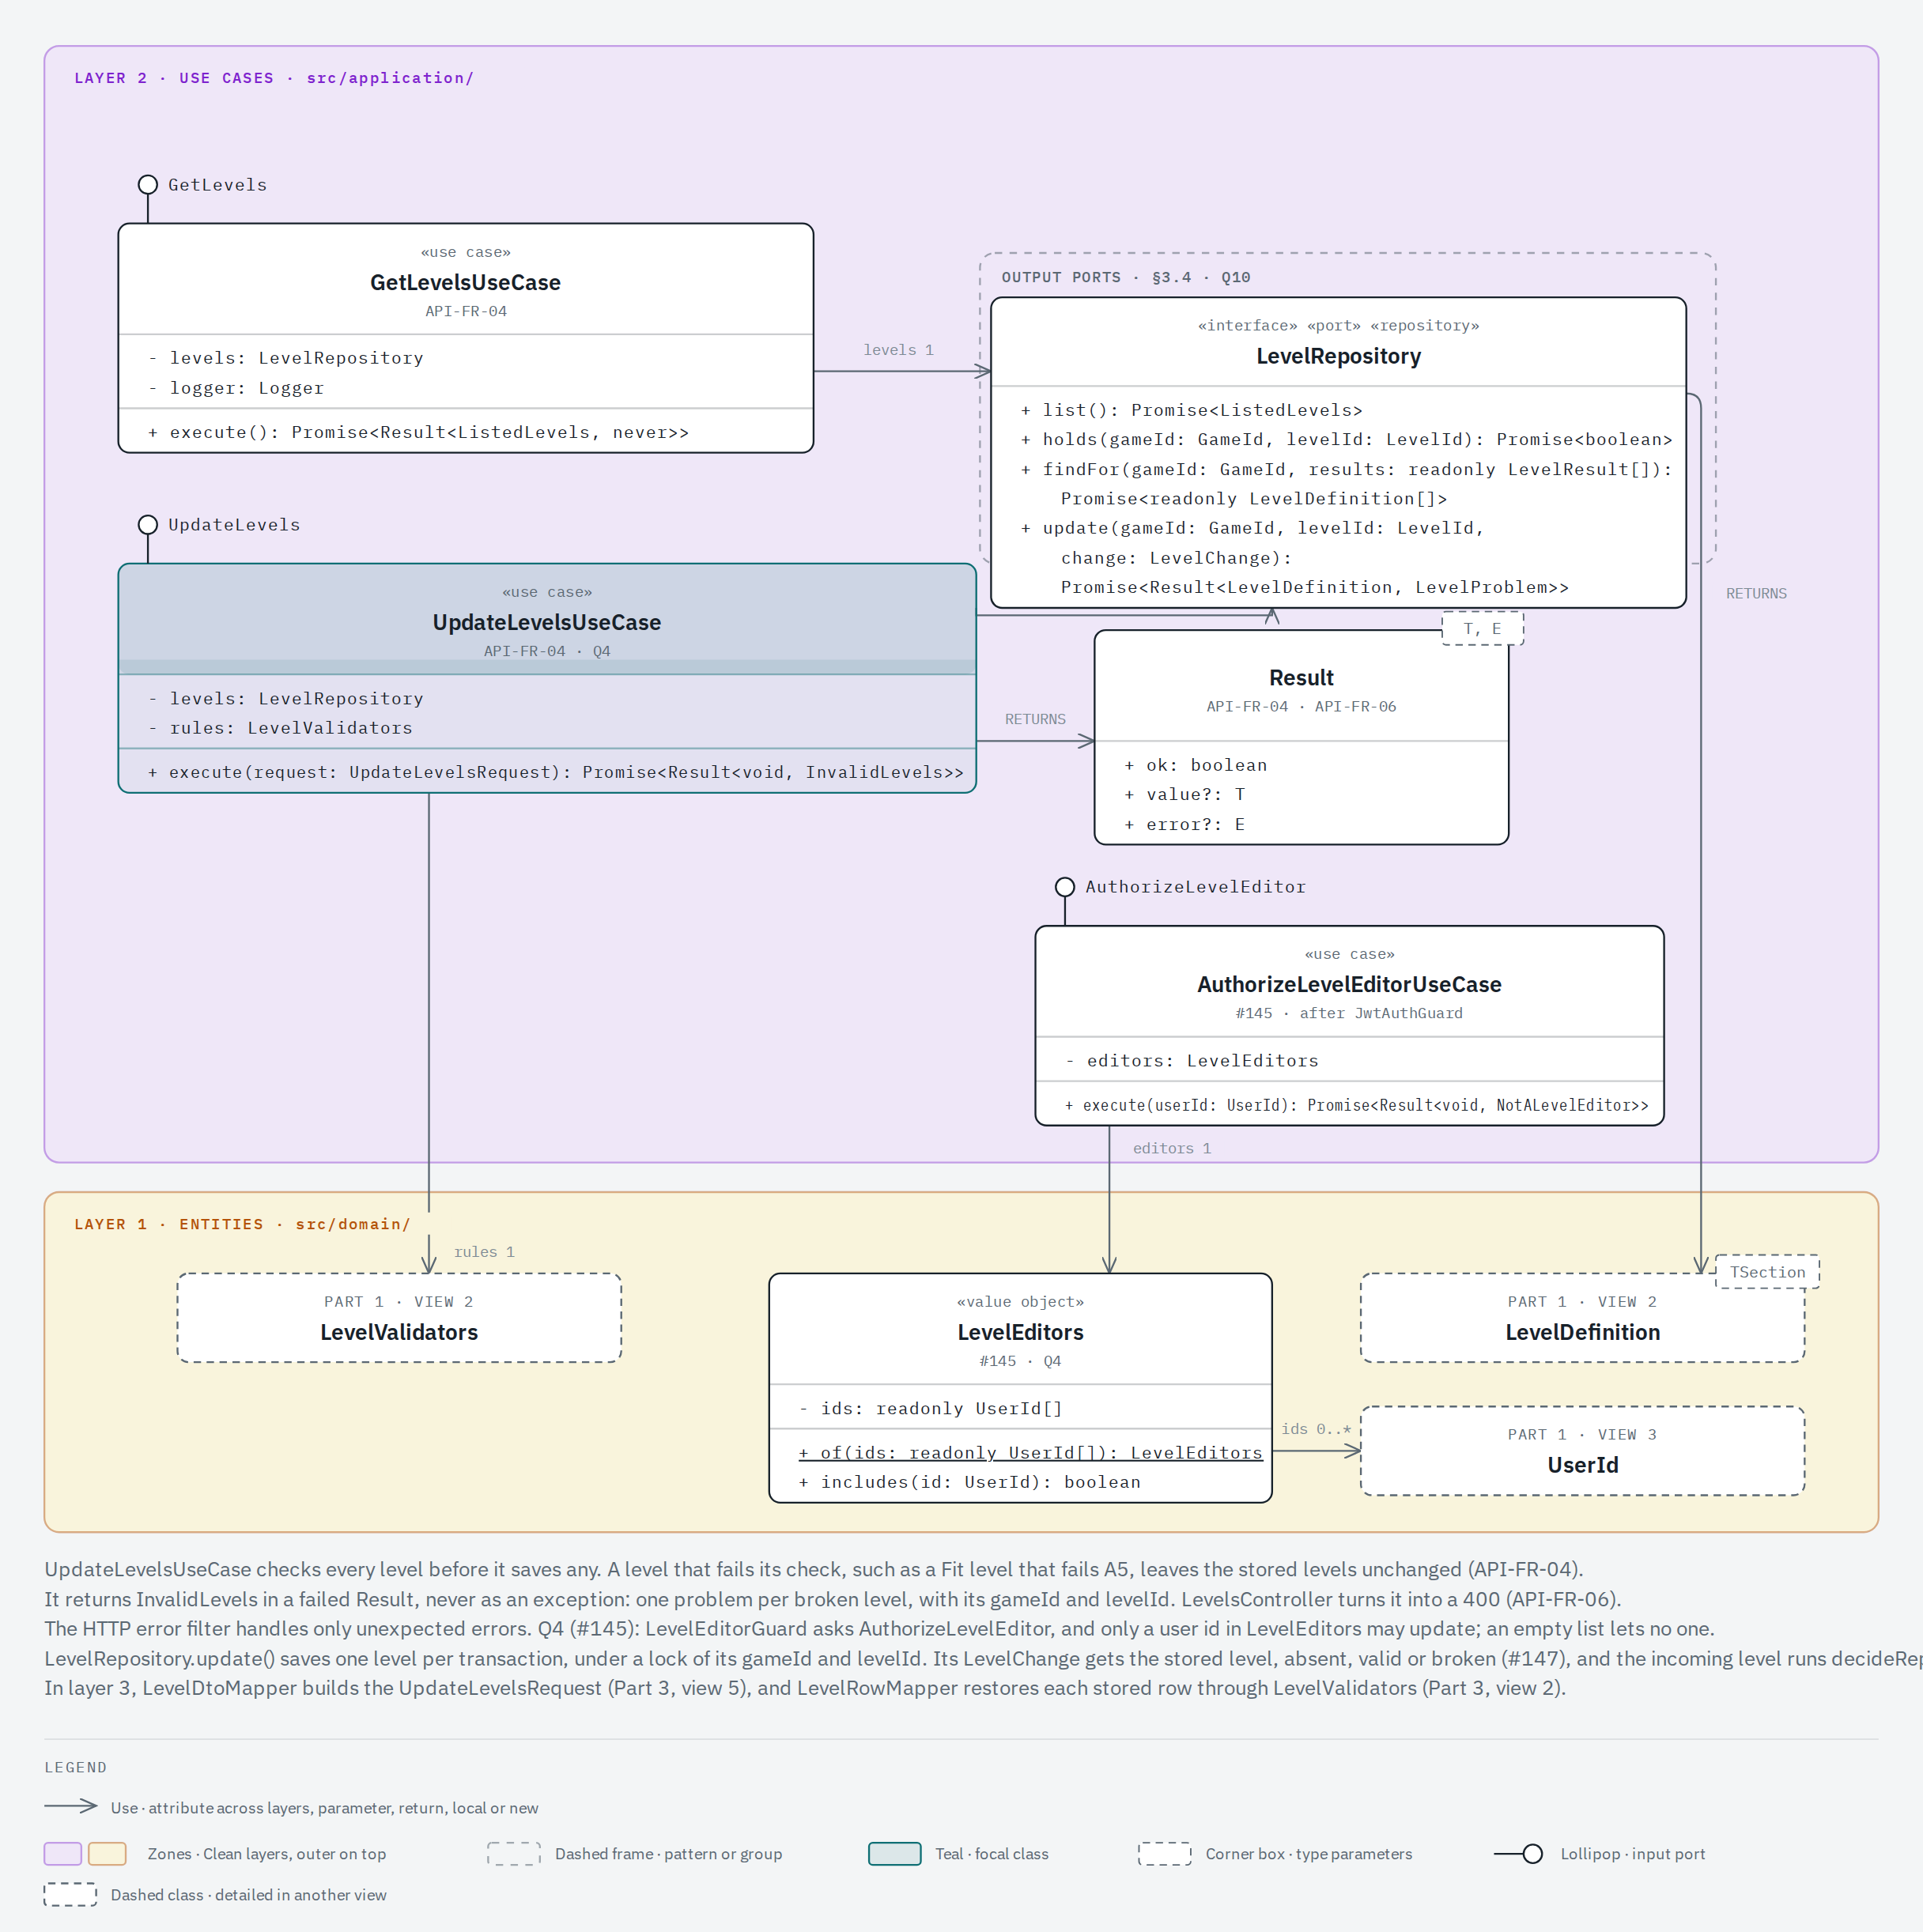 LAYER 2 · USE CASES · src/application/
GetLevels
«use case»
GetLevelsUseCase
API-FR-04
- levels: LevelRepository
- logger: Logger
+ execute(): Promise<Result<ListedLevels, never>>
levels 1
OUTPUT PORTS · §3.4 · Q10
«interface» «port» «repository»
LevelRepository
+ list(): Promise<ListedLevels>
+ holds(gameId: GameId, levelId: LevelId): Promise<boolean>
+ findFor(gameId: GameId, results: readonly LevelResult[]):
Promise<readonly LevelDefinition[]>
+ update(gameId: GameId, levelId: LevelId,
change: LevelChange):
Promise<Result<LevelDefinition, LevelProblem>>
RETURNS
UpdateLevels
«use case»
UpdateLevelsUseCase
API-FR-04 · Q4
- levels: LevelRepository
- rules: LevelValidators
+ execute(request: UpdateLevelsRequest): Promise<Result<void, InvalidLevels>>
RETURNS
T, E
Result
API-FR-04 · API-FR-06
+ ok: boolean
+ value?: T
+ error?: E
AuthorizeLevelEditor
«use case»
AuthorizeLevelEditorUseCase
#145 · after JwtAuthGuard
- editors: LevelEditors
+ execute(userId: UserId): Promise<Result<void, NotALevelEditor>>
editors 1
LAYER 1 · ENTITIES · src/domain/
rules 1
PART 1 · VIEW 2
LevelValidators
«value object»
LevelEditors
#145 · Q4
- ids: readonly UserId[]
+ of(ids: readonly UserId[]): LevelEditors
+ includes(id: UserId): boolean
ids 0..*
TSection
PART 1 · VIEW 2
LevelDefinition
PART 1 · VIEW 3
UserId
UpdateLevelsUseCase checks every level before it saves any. A level that fails its check, such as a Fit level that fails A5, leaves the stored levels unchanged (API-FR-04).
It returns InvalidLevels in a failed Result, never as an exception: one problem per broken level, with its gameId and levelId. LevelsController turns it into a 400 (API-FR-06).
The HTTP error filter handles only unexpected errors. Q4 (#145): LevelEditorGuard asks AuthorizeLevelEditor, and only a user id in LevelEditors may update; an empty list lets no one.
LevelRepository.update() saves one level per transaction, under a lock of its gameId and levelId. Its LevelChange gets the stored level, absent, valid or broken (#147), and the incoming level runs
In layer 3, LevelDtoMapper builds the UpdateLevelsRequest (Part 3, view 5), and LevelRowMapper restores each stored row through LevelValidators (Part 3, view 2).
LEGEND
Use · attribute across layers, parameter, return, local or new
Zones · Clean layers, outer on top
Dashed frame · pattern or group
Teal · focal class
Corner box · type parameters
Lollipop · input port
Dashed class · detailed in another view